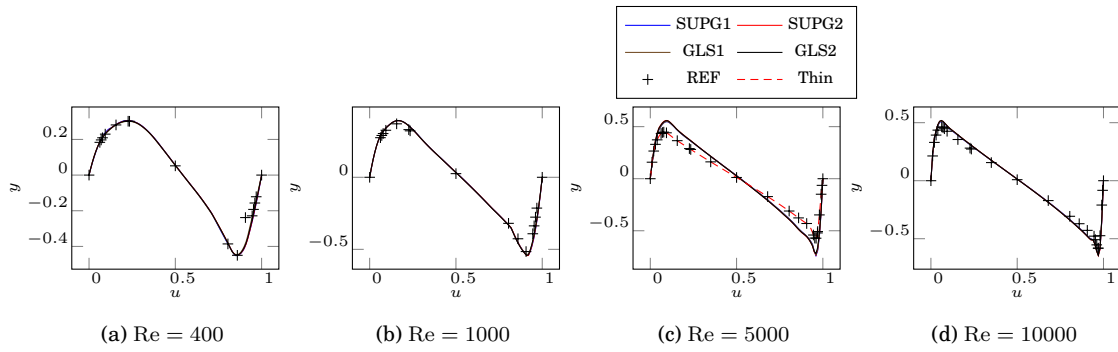 SUPG1 SUPG2
GLS1 GLS2
REF Thin
0.2
0
−0.2
−0.4
y
0 0.5 1
u
(a) Re = 400
0.5
0
−0.5
y
0 0.5 1
u
(b) Re = 1000
0.5
0
−0.5
y
0 0.5 1
u
(c) Re = 5000
0.5
0
−0.5
y
0 0.5 1
u
(d) Re = 10000